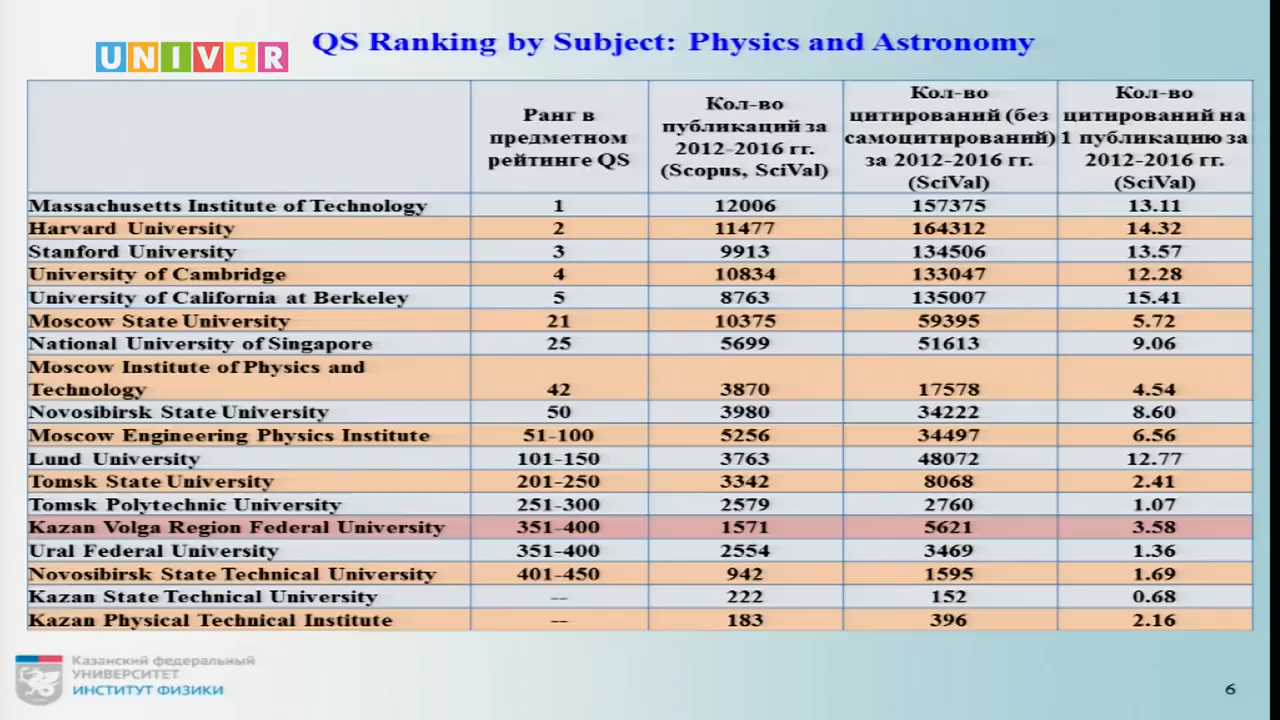 UNIVER
QS Ranking by Subject: Physics and Astronomy
Ранг в
предметном
рейтинге QS
Кол-во
публикаций за
2012-2016 гг.
(Scopus, SciVal)
Кол-во
цитирований (без
самоцитирований)
за 2012-2016 гг.
(SciVal)
Кол-во
цитирований на
1 публикацию за
2012-2016 гг.
(SciVal)
Massachusetts Institute of Technology 1 12006 157375 13.11
Harvard University 2 11477 164312 14.32
Stanford University 3 9913 134506 13.57
University of Cambridge 4 10834 133047 12.28
University of California at Berkeley 5 8763 135007 15.41
Moscow State University 21 10375 59395 5.72
National University of Singapore 25 5699 51613 9.06
Moscow Institute of Physics and
Technology 42 3870 17578 4.54
Novosibirsk State University 50 3980 34222 8.60
Moscow Engineering Physics Institute 51-100 5256 34497 6.56
Lund University 101-150 3763 48072 12.77
Tomsk State University 201-250 3342 8068 2.41
Tomsk Polytechnic University 251-300 2579 2760 1.07
Kazan Volga Region Federal University 351-400 1571 5621 3.58
Ural Federal University 351-400 2554 3469 1.36
Novosibirsk State Technical University 401-450 942 1595 1.69
Kazan State Technical University -- 222 152 0.68
Kazan Physical Technical Institute -- 183 396 2.16
Казанский федеральный
УНИВЕРСИТЕТ
ИНСТИТУТ ФИЗИКИ
6